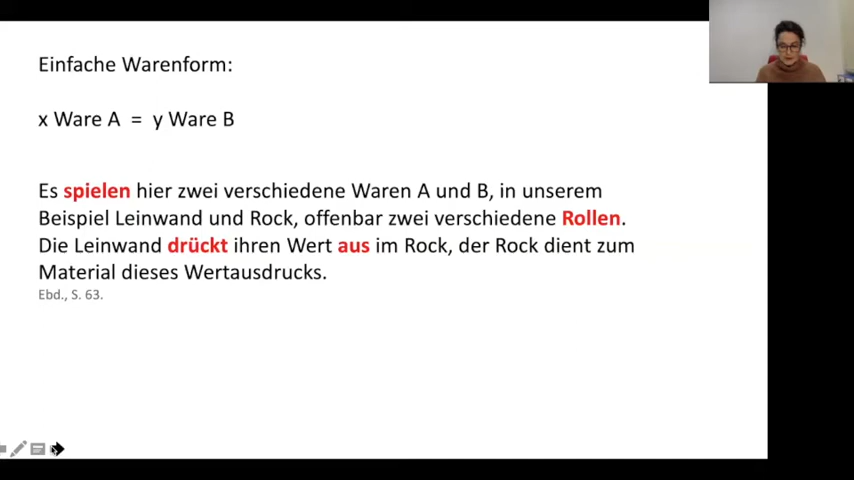 Einfache Warenform:
x Ware A = y Ware B
Es spielen hier zwei verschiedene Waren A und B, in unserem
Beispiel Leinwand und Rock, offenbar zwei verschiedene Rollen.
Die Leinwand drückt ihren Wert aus im Rock, der Rock dient zum
Material dieses Wertausdrucks.
Ebd., S. 63.